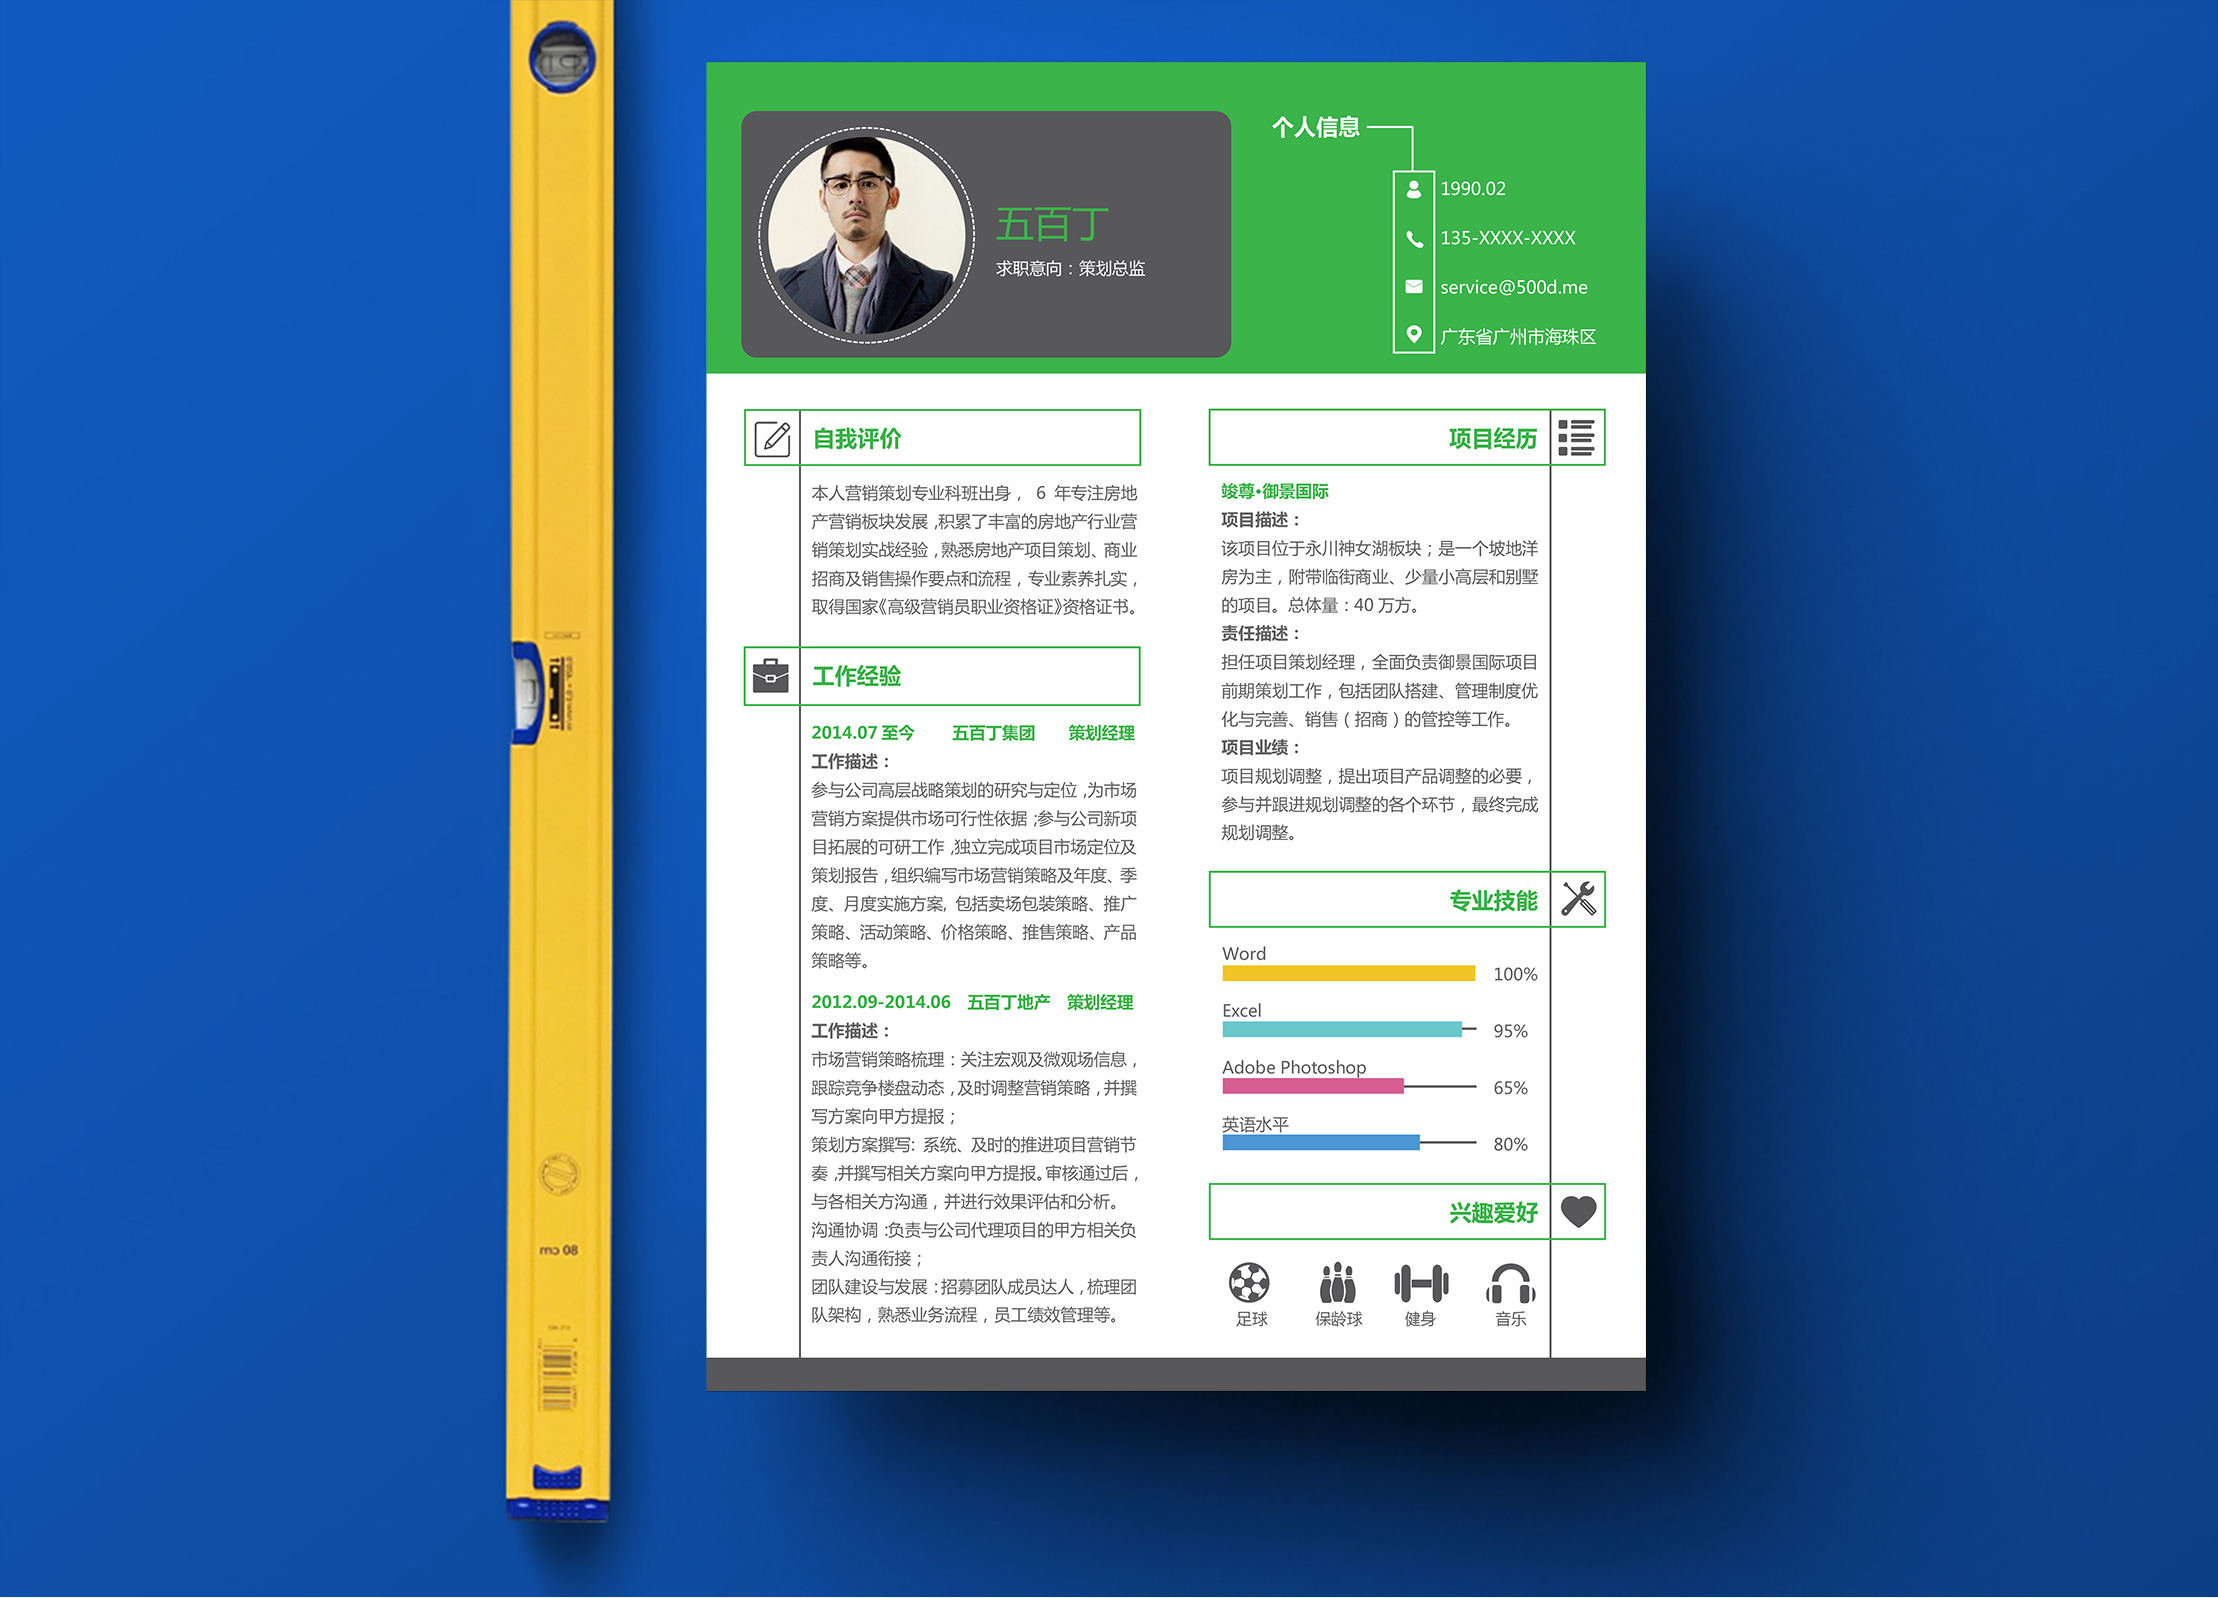 五百丁
求职意向：策划总监
个人信息
1990.02
135-XXXX-XXXX
service@500d.me
广东省广州市海珠区
自我评价
本人营销策划专业科班出身， 6 年专注房地
产营销板块发展，积累了丰富的房地产行业营
销策划实战经验，熟悉房地产项目策划、商业
招商及销售操作要点和流程，专业素养扎实，
取得国家《高级营销员职业资格证》资格证书。
工作经验
2014.07 至今 五百丁集团 策划经理
工作描述：
参与公司高层战略策划的研究与定位，为市场
营销方案提供市场可行性依据；参与公司新项
目拓展的可研工作，独立完成项目市场定位及
策划报告，组织编写市场营销策略及年度、季
度、月度实施方案，包括卖场包装策略、推广
策略、活动策略、价格策略、推售策略、产品
策略等。
2012.09-2014.06 五百丁地产 策划经理
工作描述：
市场营销策略梳理：关注宏观及微观场信息，
跟踪竞争楼盘动态，及时调整营销策略，并撰
写方案向甲方提报；
策划方案撰写：系统、及时的推进项目营销节
奏，并撰写相关方案向甲方提报。审核通过后，
与各相关方沟通，并进行效果评估和分析。
沟通协调：负责与公司代理项目的甲方相关负
责人沟通衔接；
团队建设与发展：招募团队成员达人，梳理团
队架构，熟悉业务流程，员工绩效管理等。
项目经历
竣尊•御景国际
项目描述：
该项目位于永川神女湖板块；是一个坡地洋
房为主，附带临街商业、少量小高层和别墅
的项目。总体量：40 万方。
责任描述：
担任项目策划经理，全面负责御景国际项目
前期策划工作，包括团队搭建、管理制度优
化与完善、销售（招商）的管控等工作。
项目业绩：
项目规划调整，提出项目产品调整的必要，
参与并跟进规划调整的各个环节，最终完成
规划调整。
专业技能
Word
100%
Excel
95%
Adobe Photoshop
65%
英语水平
80%
兴趣爱好
足球 保龄球 健身 音乐
80 cm